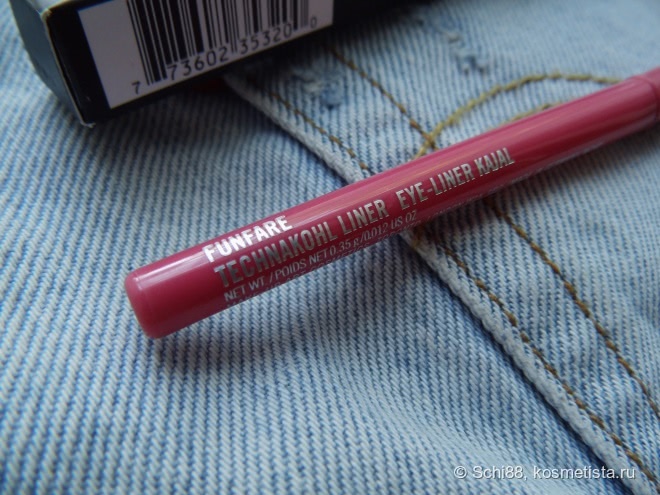 7 73602 35320 0
FUNFARE
TECHNAKOHL LINER EYE-LINER KAJAL
NET WT / POIDS NET 0.35 g/0.012 US OZ
© Schi88, kosmetista.ru